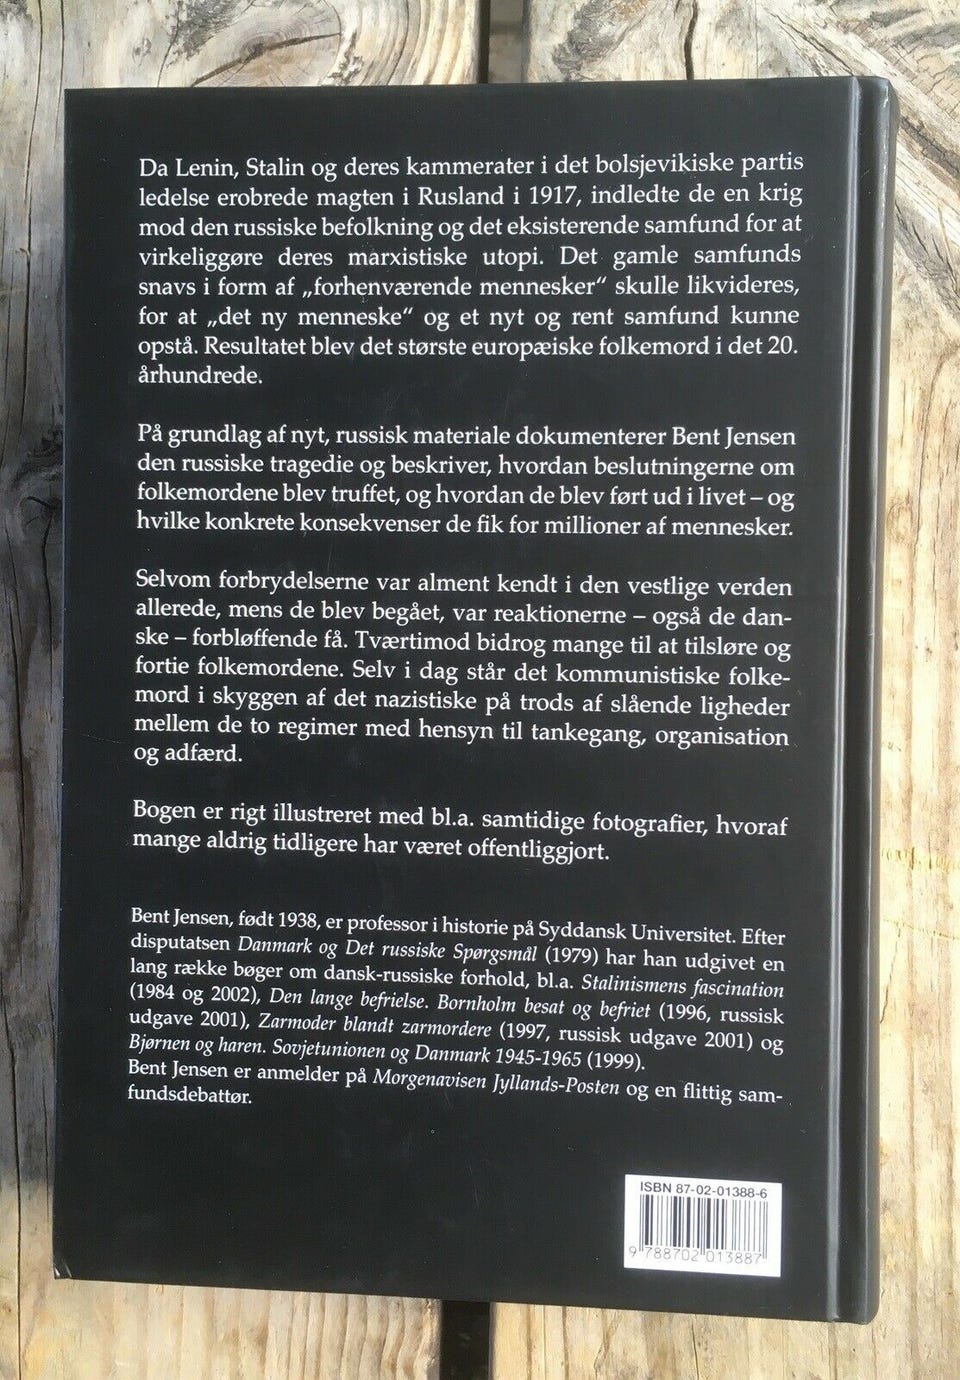 Da Lenin, Stalin og deres kammerater i det bolsjevikiske partis
ledelse erobrede magten i Rusland i 1917, indledte de en krig
mod den russiske befolkning og det eksisterende samfund for at
virkeliggøre deres marxistiske utopi. Det gamle samfunds
snavs i form af „forhenværende mennesker“ skulle likvideres,
for at „det ny menneske“ og et nyt og rent samfund kunne
opstå. Resultatet blev det største europæiske folkemord i det 20.
århundrede.
På grundlag af nyt, russisk materiale dokumenterer Bent Jensen
den russiske tragedie og beskriver, hvordan beslutningerne om
folkemordene blev truffet, og hvordan de blev ført ud i livet – og
hvilke konkrete konsekvenser de fik for millioner af mennesker.
Selvom forbrydelserne var alment kendt i den vestlige verden
allerede, mens de blev begået, var reaktionerne – også de dan-
ske – forbløffende få. Tværtimod bidrog mange til at tilsløre og
fortie folkemordene. Selv i dag står det kommunistiske folke-
mord i skyggen af det nazistiske på trods af slående ligheder
mellem de to regimer med hensyn til tankegang, organisation
og adfærd.
Bogen er rigt illustreret med bl.a. samtidige fotografier, hvoraf
mange aldrig tidligere har været offentliggjort.
Bent Jensen, født 1938, er professor i historie på Syddansk Universitet. Efter
disputatsen Danmark og Det russiske Spørgsmål (1979) har han udgivet en
lang række bøger om dansk-russiske forhold, bl.a. Stalinismens fascination
(1984 og 2002), Den lange befrielse. Bornholm besat og befriet (1996, russisk
udgave 2001), Zarmoder blandt zarmordere (1997, russisk udgave 2001) og
Bjørnen og haren. Sovjetunionen og Danmark 1945-1965 (1999).
Bent Jensen er anmelder på Morgenavisen Jyllands-Posten og en flittig sam-
fundsdebattør.
ISBN 87-02-01388-6
9 788702 013887